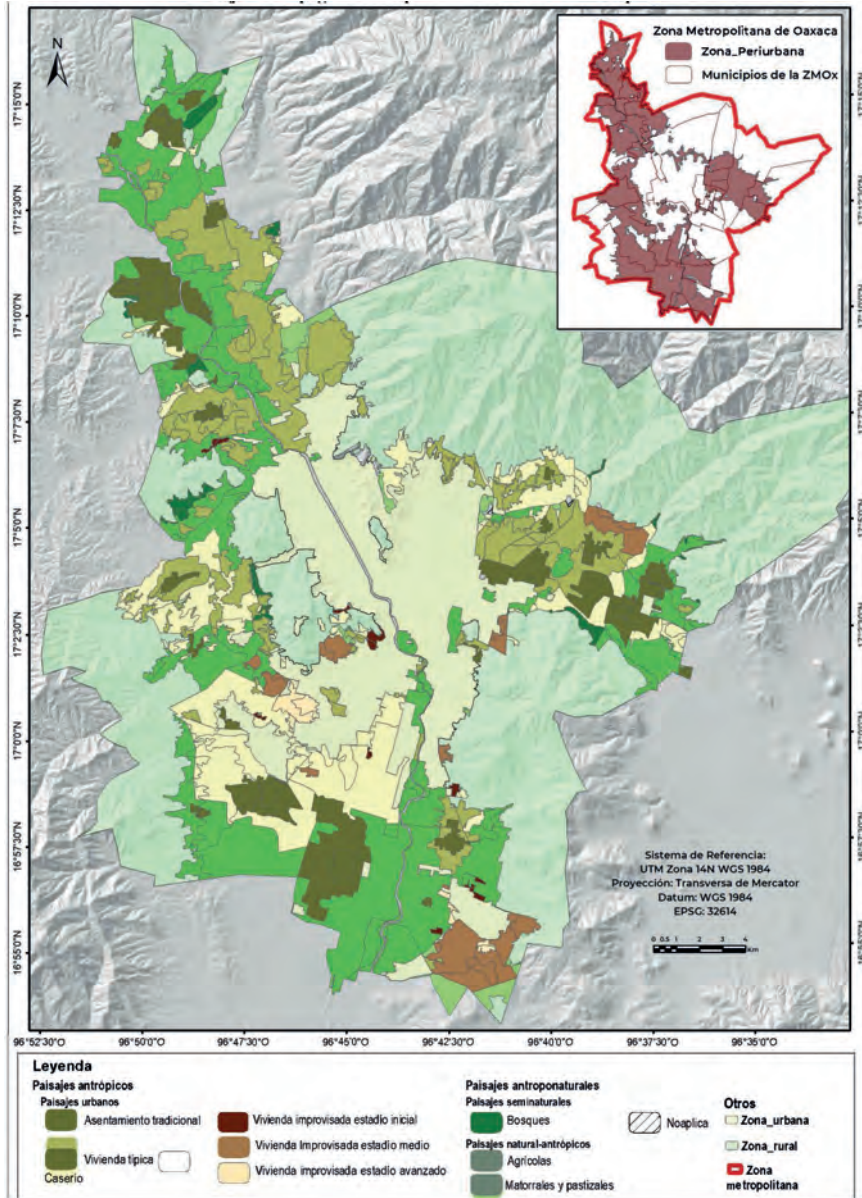 N
Zona Metropolitana de Oaxaca
Zona_Periurbana
Municipios de la ZMOx
17°15'0"N
17°12'30"N
17°10'0"N
17°7'30"N
17°5'0"N
17°2'30"N
17°0'0"N
16°57'30"N
16°55'0"N
Sistema de Referencia:
UTM Zona 14N WGS 1984
Proyección: Transversa de Mercator
Datum: WGS 1984
EPSG: 32614
0 0.5 1 2 3 4
Km
96°52'30"O 96°50'0"O 96°47'30"O 96°45'0"O 96°42'30"O 96°40'0"O 96°37'30"O 96°35'0"O
Leyenda
Paisajes antrópicos
Paisajes urbanos
Asentamiento tradicional
Vivienda típica
Caserío
Vivienda improvisada estadio inicial
Vivienda Improvisada estadio medio
Vivienda improvisada estadio avanzado
Paisajes antroponaturales
Paisajes seminaturales
Bosques
Paisajes natural-antrópicos
Agrícolas
Matorrales y pastizales
Noaplica
Otros
Zona_urbana
Zona_rural
Zona
metropolitana